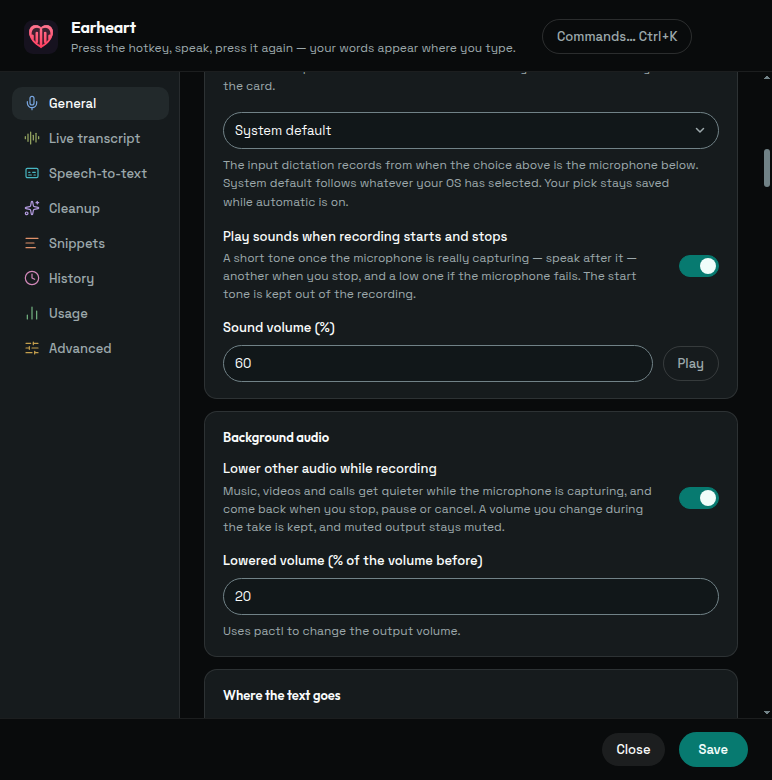 Earheart
Press the hotkey, speak, press it again — your words appear where you type.
Commands... Ctrl+K
General
Live transcript
Speech-to-text
Cleanup
Snippets
History
Usage
Advanced
the card.
System default
The input dictation records from when the choice above is the microphone below.
System default follows whatever your OS has selected. Your pick stays saved
while automatic is on.
Play sounds when recording starts and stops
A short tone once the microphone is really capturing — speak after it —
another when you stop, and a low one if the microphone fails. The start
tone is kept out of the recording.
Sound volume (%)
60
Play
Background audio
Lower other audio while recording
Music, videos and calls get quieter while the microphone is capturing, and
come back when you stop, pause or cancel. A volume you change during
the take is kept, and muted output stays muted.
Lowered volume (% of the volume before)
20
Uses pactl to change the output volume.
Where the text goes
Close
Save